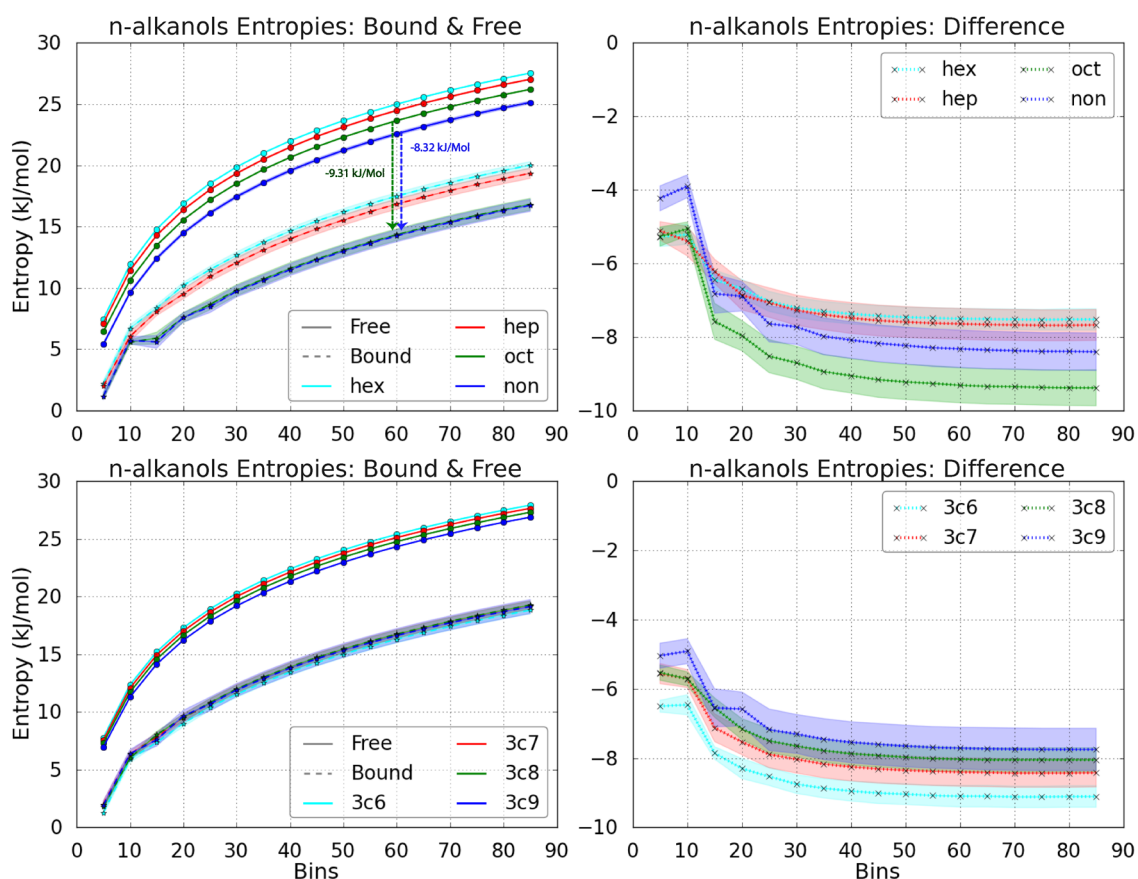 n-alkanols Entropies: Bound & Free
30
25
20
15
10
5
0
Entropy (kJ/mol)
-8.32 kJ/Mol
-9.31 kJ/Mol
Free
Bound
hex
hep
oct
non
0 10 20 30 40 50 60 70 80 90
n-alkanols Entropies: Difference
0
−2
−4
−6
−8
−10
hex
hep
oct
non
0 10 20 30 40 50 60 70 80 90
n-alkanols Entropies: Bound & Free
30
25
20
15
10
5
0
Entropy (kJ/mol)
Free
Bound
3c6
3c7
3c8
3c9
0 10 20 30 40 50 60 70 80 90
Bins
n-alkanols Entropies: Difference
0
−2
−4
−6
−8
−10
3c6
3c7
3c8
3c9
0 10 20 30 40 50 60 70 80 90
Bins